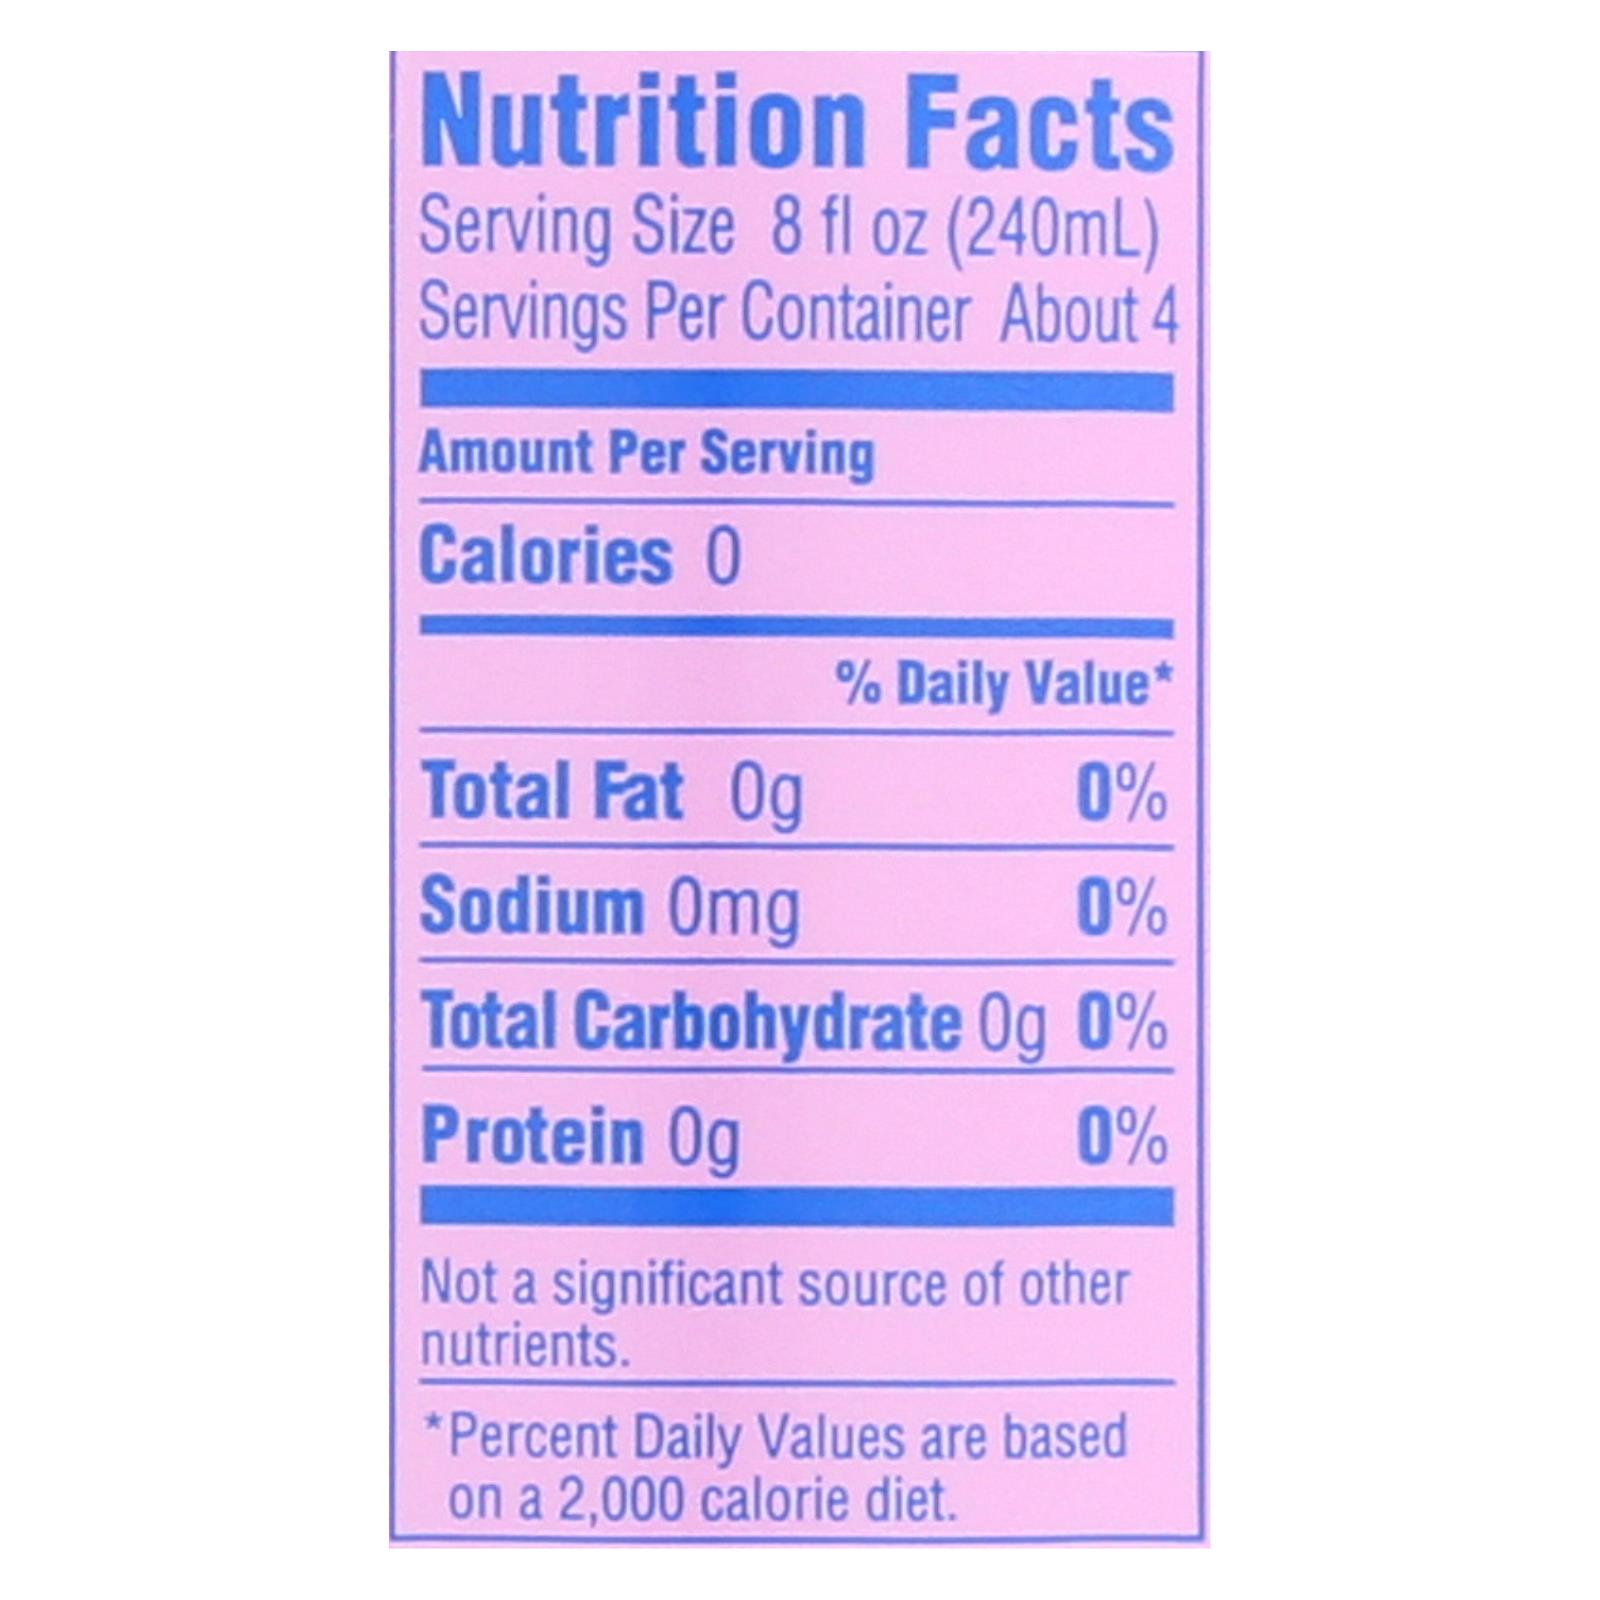 Nutrition Facts
Serving Size 8 fl oz (240mL)
Servings Per Container About 4
Amount Per Serving
Calories 0
% Daily Value*
Total Fat 0g 0%
Sodium 0mg 0%
Total Carbohydrate 0g 0%
Protein 0g 0%
Not a significant source of other
nutrients.
*Percent Daily Values are based
on a 2,000 calorie diet.